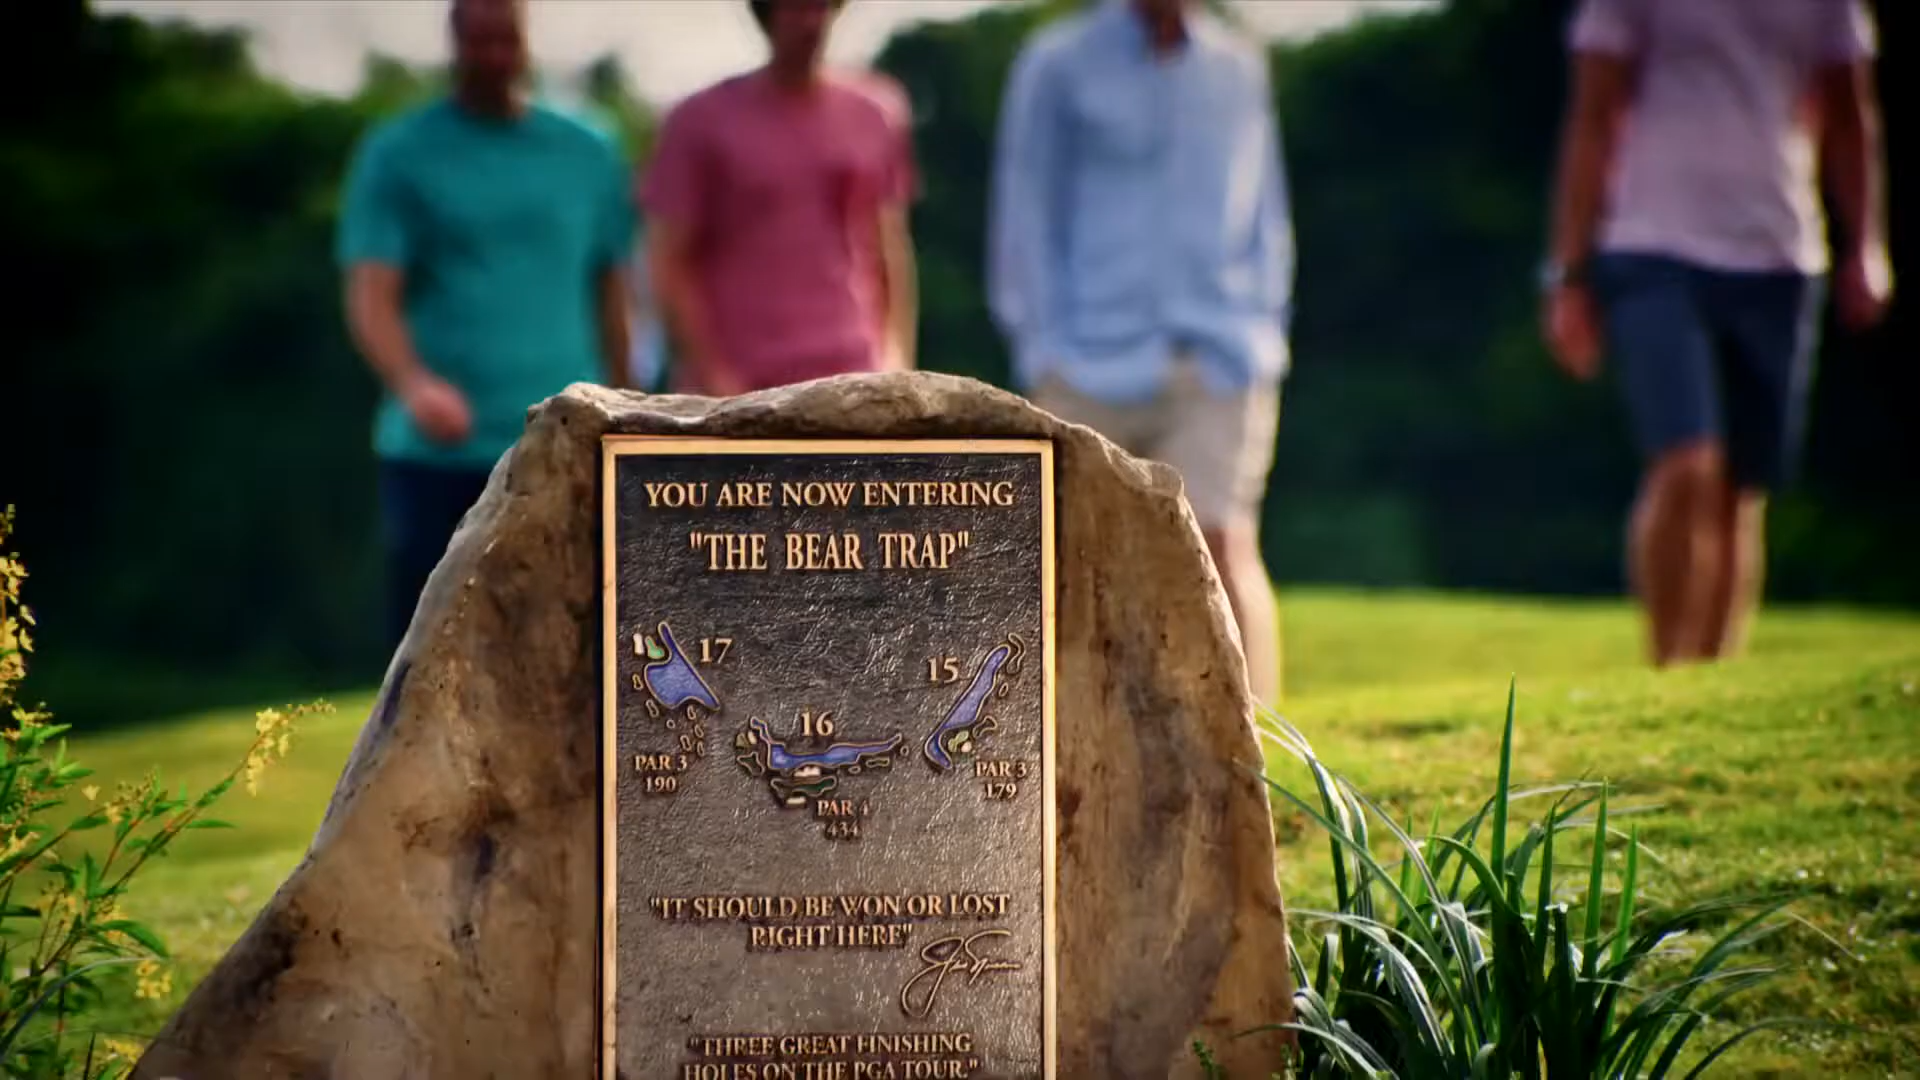 YOU ARE NOW ENTERING
"THE BEAR TRAP"
17
15
16
PAR 3
190
PAR 3
179
PAR 4
434
"IT SHOULD BE WON OR LOST
RIGHT HERE"
"THREE GREAT FINISHING
HOLES ON THE PGA TOUR."